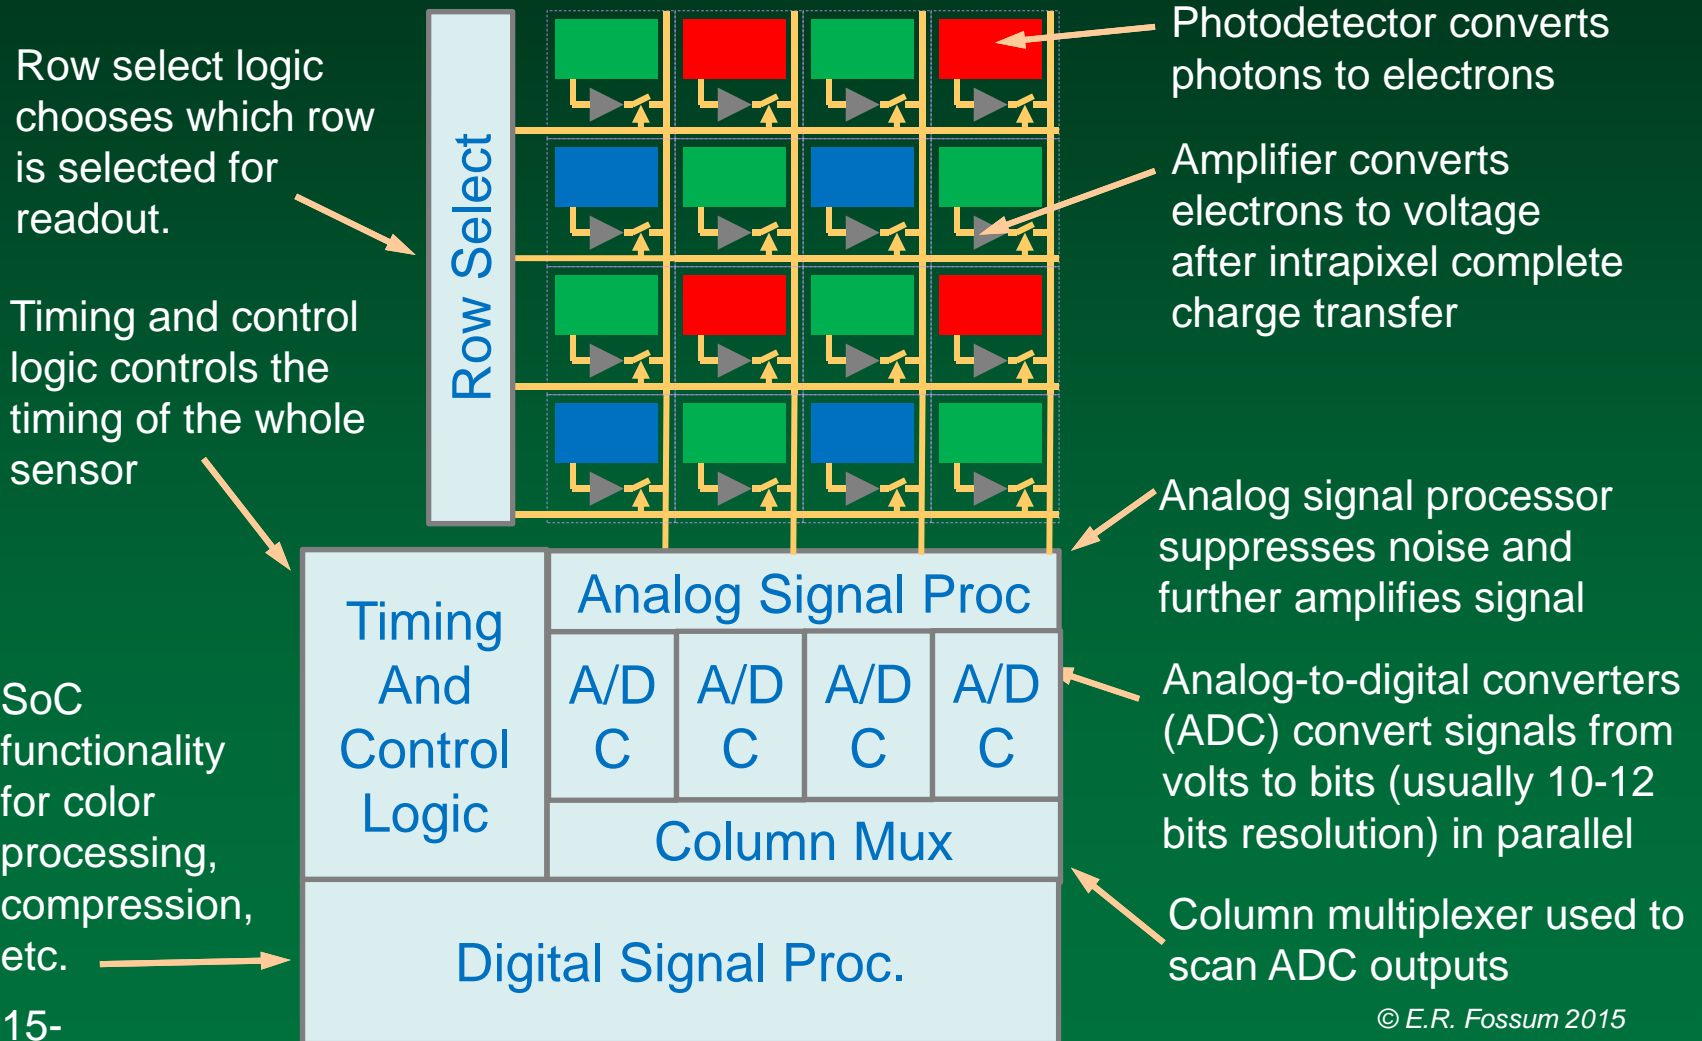 Row select logic
chooses which row
is selected for
readout.
Timing and control
logic controls the
timing of the whole
sensor
SoC
functionality
for color
processing,
compression,
etc.
15-
Row Select
Timing
And
Control
Logic
Analog Signal Proc
A/D
C
A/D
C
A/D
C
A/D
C
Column Mux
Digital Signal Proc.
Photodetector converts
photons to electrons
Amplifier converts
electrons to voltage
after intrapixel complete
charge transfer
Analog signal processor
suppresses noise and
further amplifies signal
Analog-to-digital converters
(ADC) convert signals from
volts to bits (usually 10-12
bits resolution) in parallel
Column multiplexer used to
scan ADC outputs
© E.R. Fossum 2015